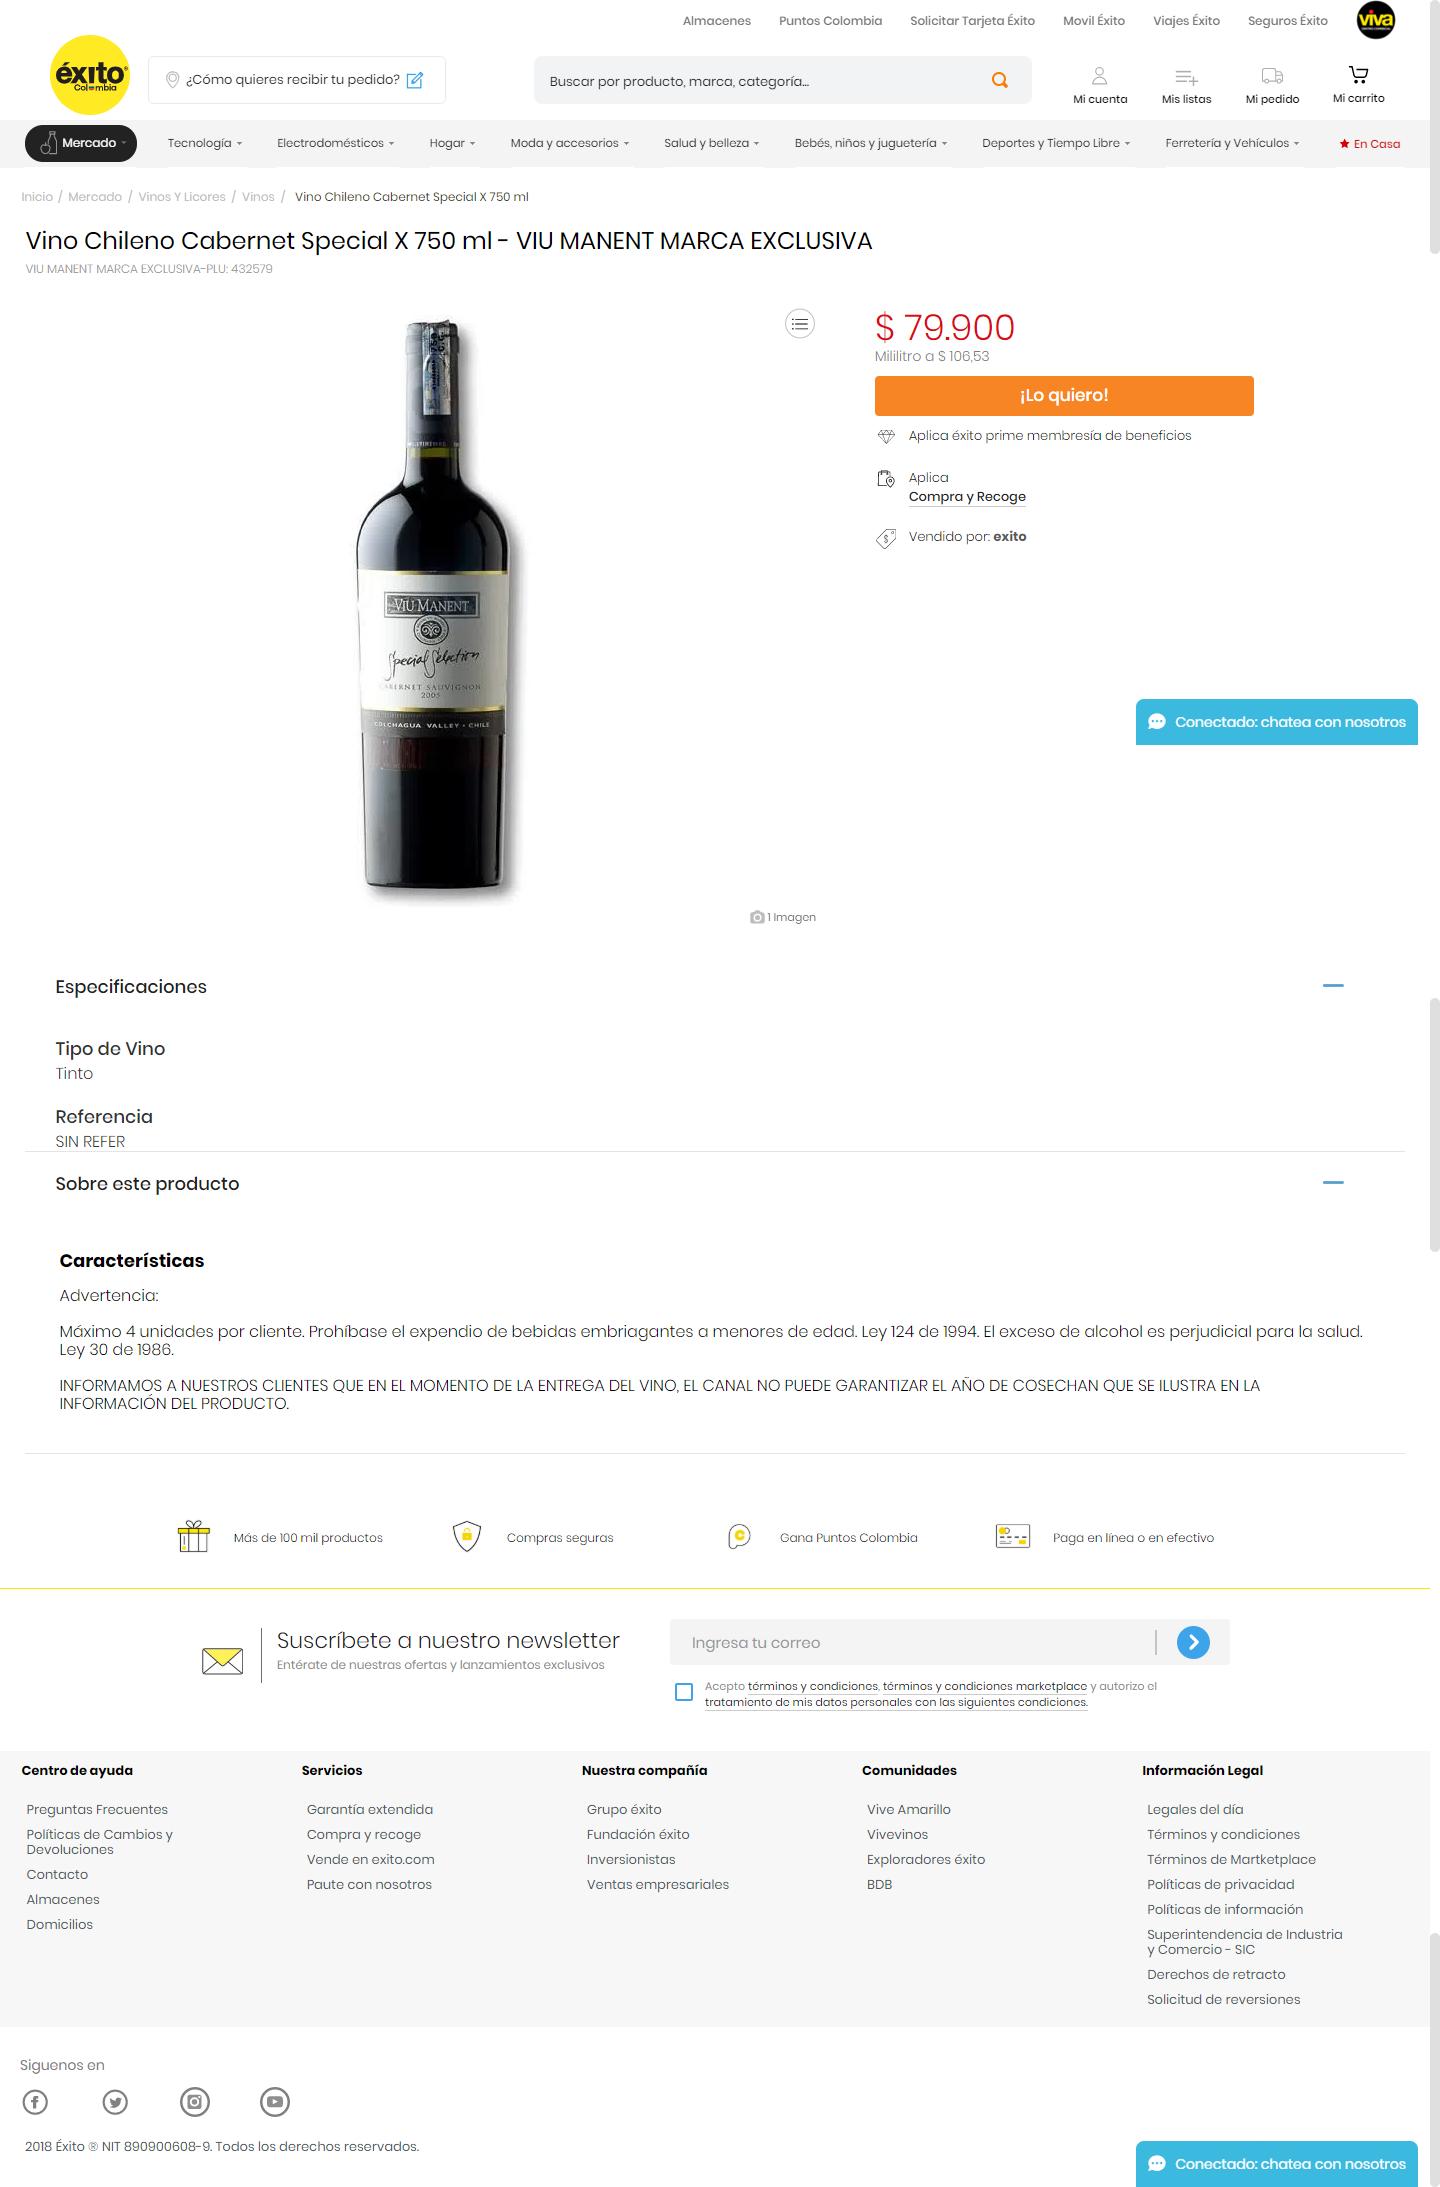 Almacenes Puntos Colombia Solicitar Tarjeta Éxito Movil Éxito Viajes Éxito Seguros Éxito viva
éxito
Colombia
¿Cómo quieres recibir tu pedido?
Buscar por producto, marca, categoría...
Mi cuenta Mis listas Mi pedido Mi carrito
Mercado Tecnología Electrodomésticos Hogar Moda y accesorios Salud y belleza Bebés, niños y juguetería Deportes y Tiempo Libre Ferretería y Vehículos En Casa
Inicio / Mercado / Vinos Y Licores / Vinos / Vino Chileno Cabernet Special X 750 ml
Vino Chileno Cabernet Special X 750 ml - VIU MANENT MARCA EXCLUSIVA
VIU MANENT MARCA EXCLUSIVA-PLU: 432579
$ 79.900
Mililitro a $ 106,53
¡Lo quiero!
Aplica éxito prime membresía de beneficios
Aplica
Compra y Recoge
Vendido por: exito
VIU MANENT
Special Selection
CABERNET SAUVIGNON
2005
COLCHAGUA VALLEY • CHILE
Conectado: chatea con nosotros
1 Imagen
Especificaciones
Tipo de Vino
Tinto
Referencia
SIN REFER
Sobre este producto
Características
Advertencia:
Máximo 4 unidades por cliente. Prohíbase el expendio de bebidas embriagantes a menores de edad. Ley 124 de 1994. El exceso de alcohol es perjudicial para la salud.
Ley 30 de 1986.
INFORMAMOS A NUESTROS CLIENTES QUE EN EL MOMENTO DE LA ENTREGA DEL VINO, EL CANAL NO PUEDE GARANTIZAR EL AÑO DE COSECHAN QUE SE ILUSTRA EN LA
INFORMACIÓN DEL PRODUCTO.
Más de 100 mil productos Compras seguras Gana Puntos Colombia Paga en línea o en efectivo
Suscríbete a nuestro newsletter
Entérate de nuestras ofertas y lanzamientos exclusivos
Ingresa tu correo
Acepto términos y condiciones, términos y condiciones marketplace y autorizo el
tratamiento de mis datos personales con las siguientes condiciones.
Centro de ayuda
Preguntas Frecuentes
Políticas de Cambios y
Devoluciones
Contacto
Almacenes
Domicilios
Servicios
Garantía extendida
Compra y recoge
Vende en exito.com
Paute con nosotros
Nuestra compañía
Grupo éxito
Fundación éxito
Inversionistas
Ventas empresariales
Comunidades
Vive Amarillo
Vivevinos
Exploradores éxito
BDB
Información Legal
Legales del día
Términos y condiciones
Términos de Martketplace
Políticas de privacidad
Políticas de información
Superintendencia de Industria
y Comercio - SIC
Derechos de retracto
Solicitud de reversiones
Siguenos en
2018 Éxito ® NIT 890900608-9. Todos los derechos reservados.
Conectado: chatea con nosotros